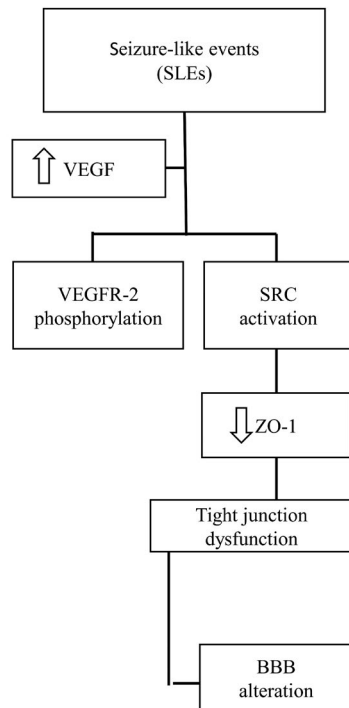 Seizure-like events
(SLEs)
VEGF
VEGFR-2
phosphorylation
SRC
activation
ZO-1
Tight junction
dysfunction
BBB
alteration